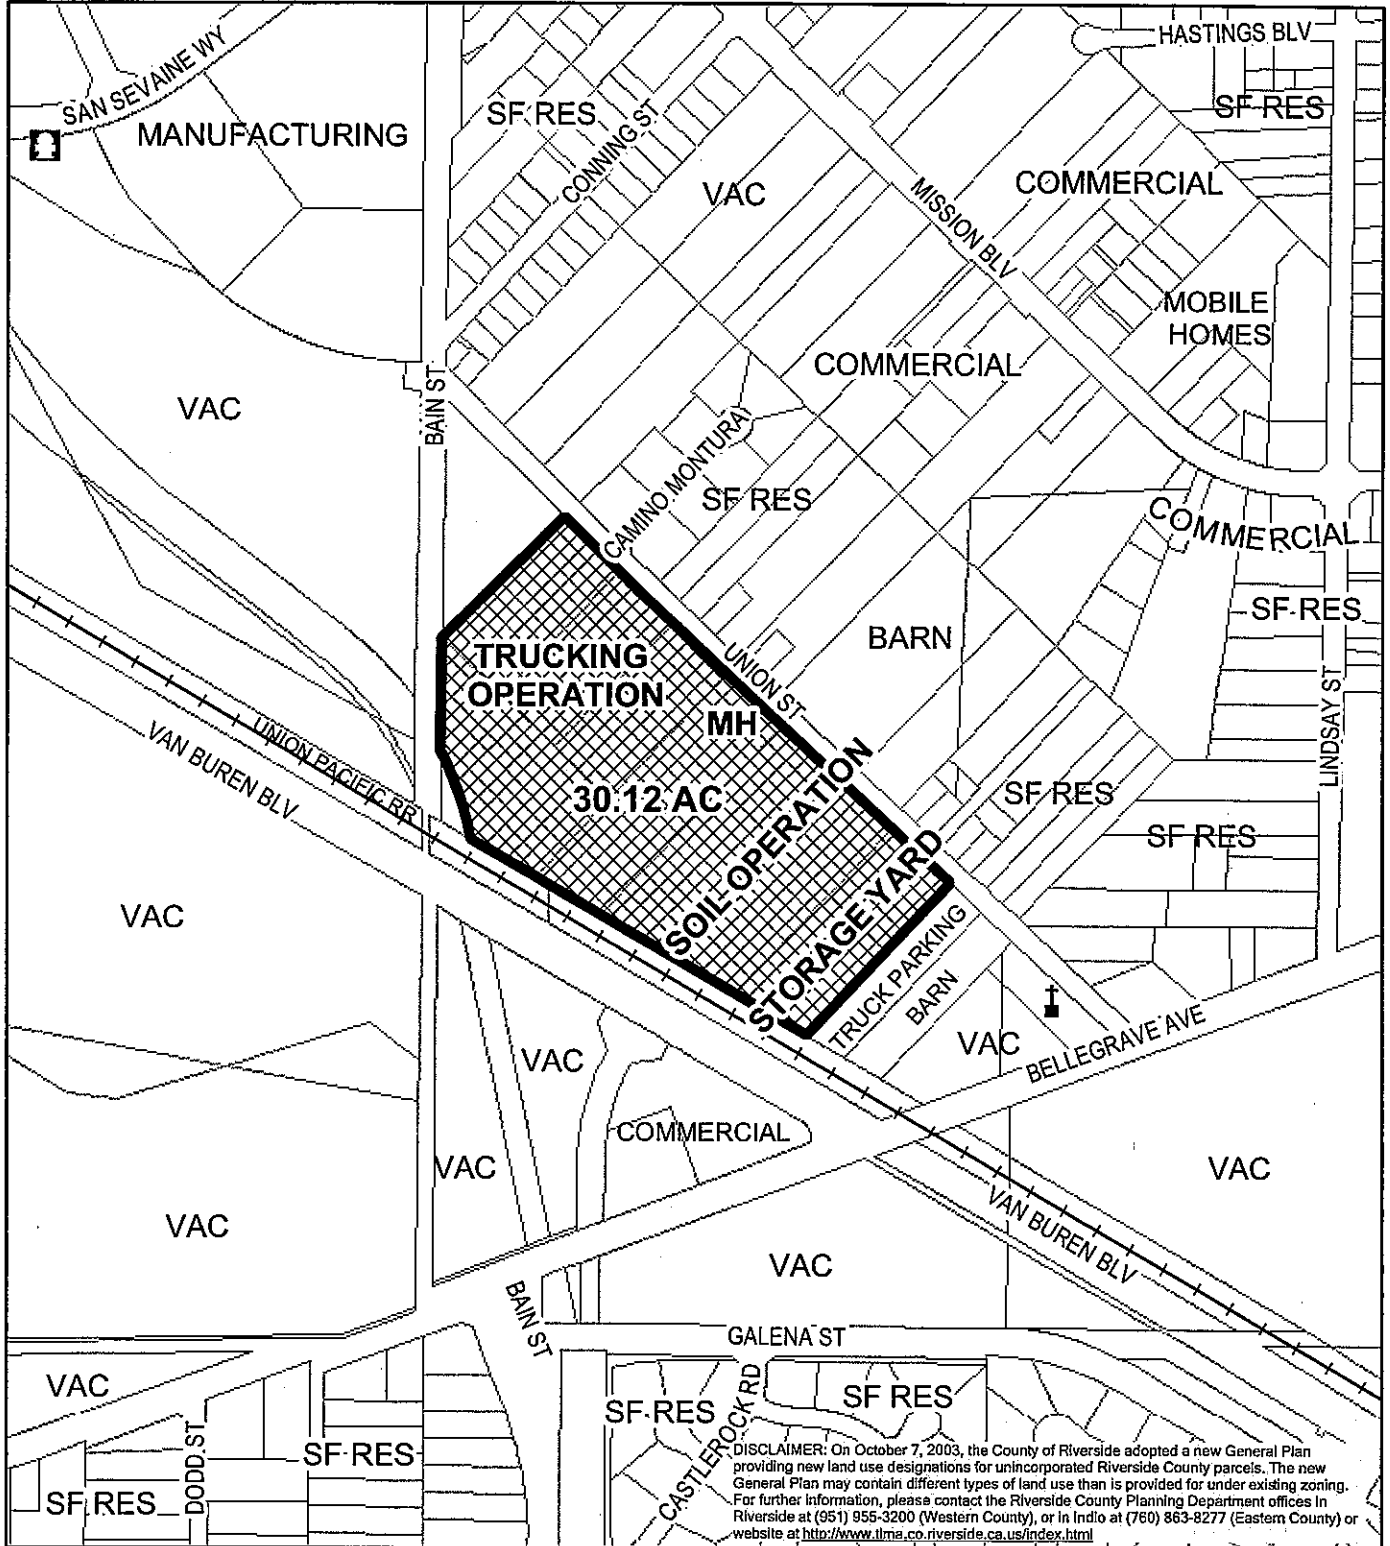 HASTINGS BLV
SAN SEVAINE WY
SF RES
SF RES
MANUFACTURING
CONNING ST
VAC
COMMERCIAL
MISSION BLV
MOBILE
HOMES
COMMERCIAL
VAC
BAIN ST
CAMINO MONTURA
SF RES
COMMERCIAL
SF RES
BARN
TRUCKING
OPERATION
UNION ST
MH
LINDSAY ST
UNION PACIFIC RR
VAN BUREN BLV
30.12 AC
SOIL OPERATION
SF RES
SF RES
STORAGE YARD
VAC
TRUCK PARKING
BARN
VAC
BELLEGRAVE AVE
VAC
COMMERCIAL
VAC
VAC
VAC
VAN BUREN BLV
VAC
BAIN ST
GALENA ST
VAC
SF RES
CASTLEROCK RD
SF RES
SF RES
DODD ST
SF RES
DISCLAIMER: On October 7, 2003, the County of Riverside adopted a new General Plan
providing new land use designations for unincorporated Riverside County parcels. The new
General Plan may contain different types of land use than is provided for under existing zoning.
For further information, please contact the Riverside County Planning Department offices in
Riverside at (951) 955-3200 (Western County), or in Indio at (760) 863-8277 (Eastern County) or
website at http://www.tlma.co.riverside.ca.us/index.html